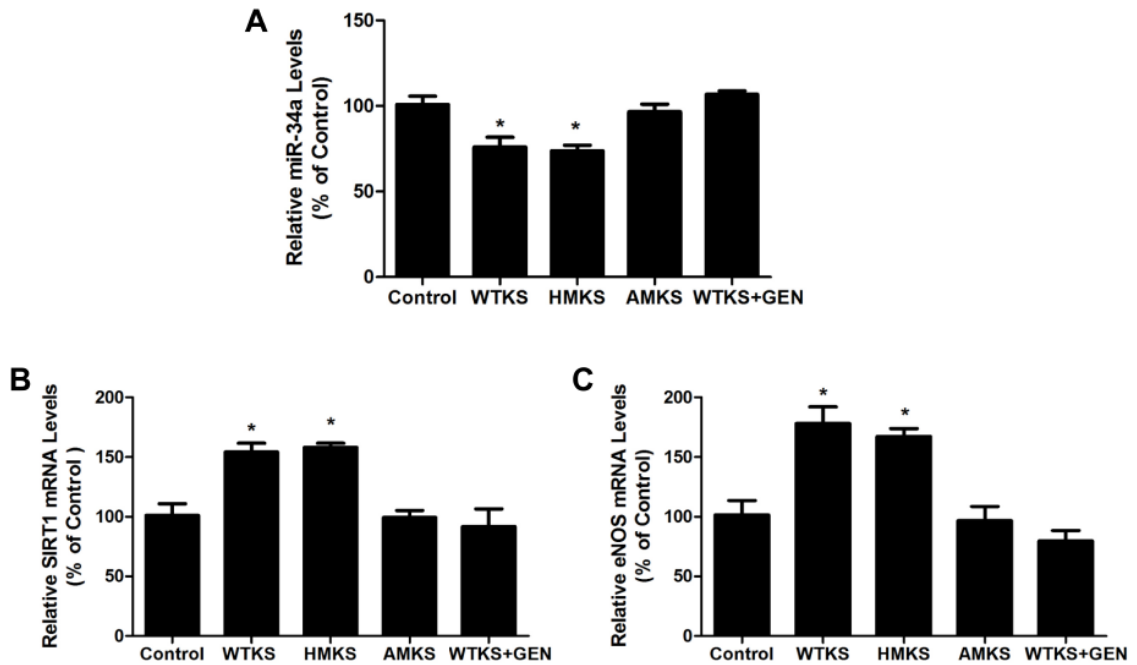 A
Relative miR-34a Levels
(% of Control)
150
100
50
0
* *
Control WTKS HMKS AMKS WTKS+GEN
B
Relative SIRT1 mRNA Levels
(% of Control )
200
150
100
50
0
* *
Control WTKS HMKS AMKS WTKS+GEN
C
Relative eNOS mRNA Levels
(% of Control)
200
150
100
50
0
* *
Control WTKS HMKS AMKS WTKS+GEN